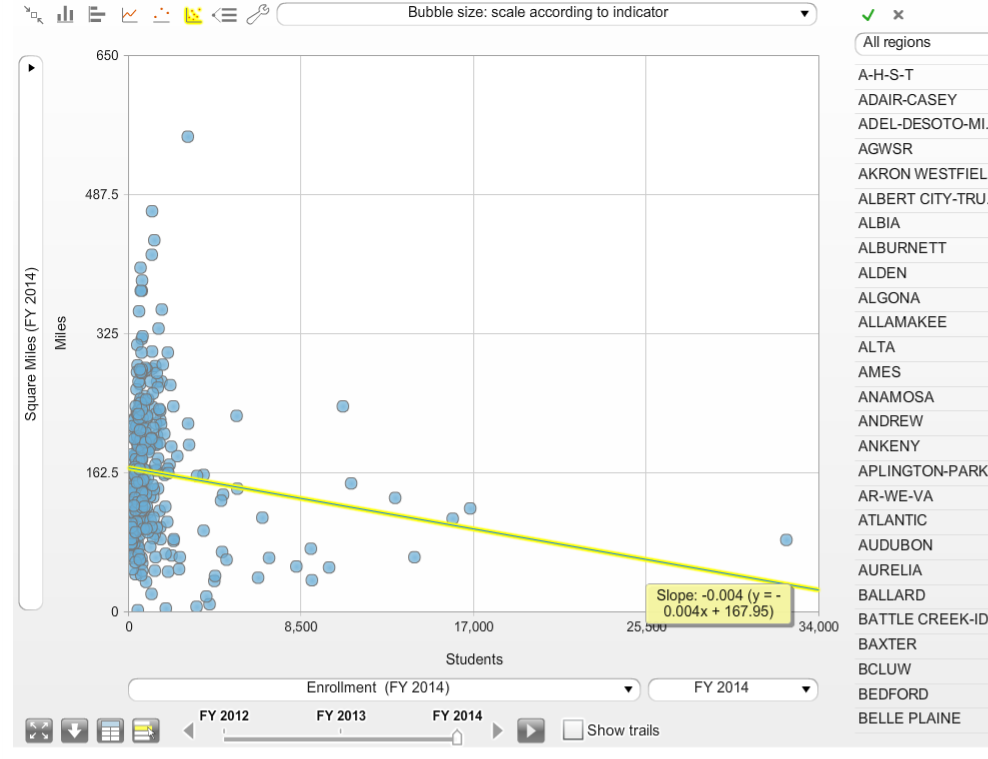 Bubble size: scale according to indicator
All regions
A-H-S-T
ADAIR-CASEY
ADEL-DESOTO-MI.
AGWSR
AKRON WESTFIEL
ALBERT CITY-TRU.
ALBIA
ALBURNETT
ALDEN
ALGONA
ALLAMAKEE
ALTA
AMES
ANAMOSA
ANDREW
ANKENY
APLINGTON-PARK
AR-WE-VA
ATLANTIC
AUDUBON
AURELIA
BALLARD
BATTLE CREEK-ID
BAXTER
BCLUW
BEDFORD
BELLE PLAINE
Square Miles (FY 2014)
Miles
650
487.5
325
162.5
0
Slope: -0.004 (y = -
0.004x + 167.95)
0
8,500
17,000
25,500
34,000
Students
Enrollment (FY 2014)
FY 2014
FY 2012
FY 2013
FY 2014
Show trails